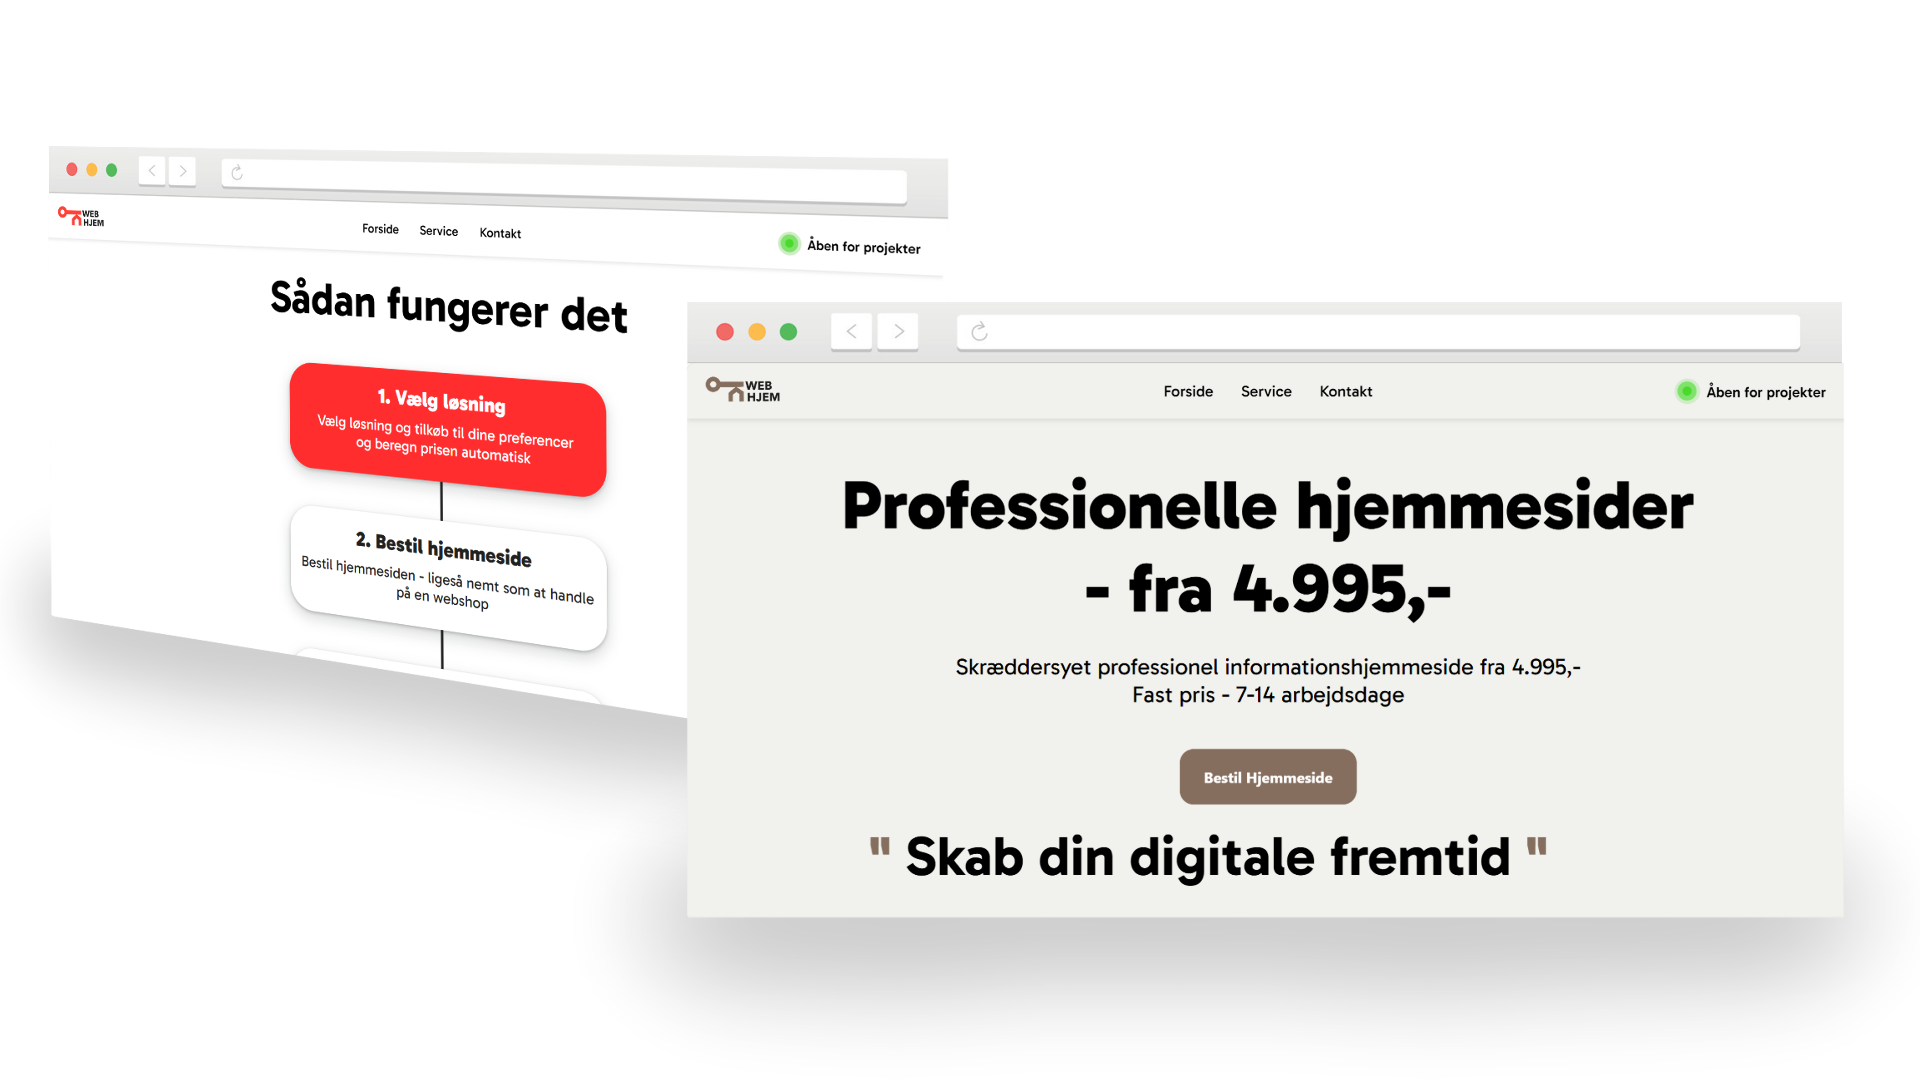 WEB
HJEM
Forside Service Kontakt
Åben for projekter
Sådan fungerer det
1. Vælg løsning
Vælg løsning og tilkøb til dine preferencer
og beregn prisen automatisk
2. Bestil hjemmeside
Bestil hjemmesiden - ligeså nemt som at handle
på en webshop
WEB
HJEM
Forside Service Kontakt
Åben for projekter
Professionelle hjemmesider
- fra 4.995,-
Skræddersyet professionel informationshjemmeside fra 4.995,-
Fast pris - 7-14 arbejdsdage
Bestil Hjemmeside
" Skab din digitale fremtid "